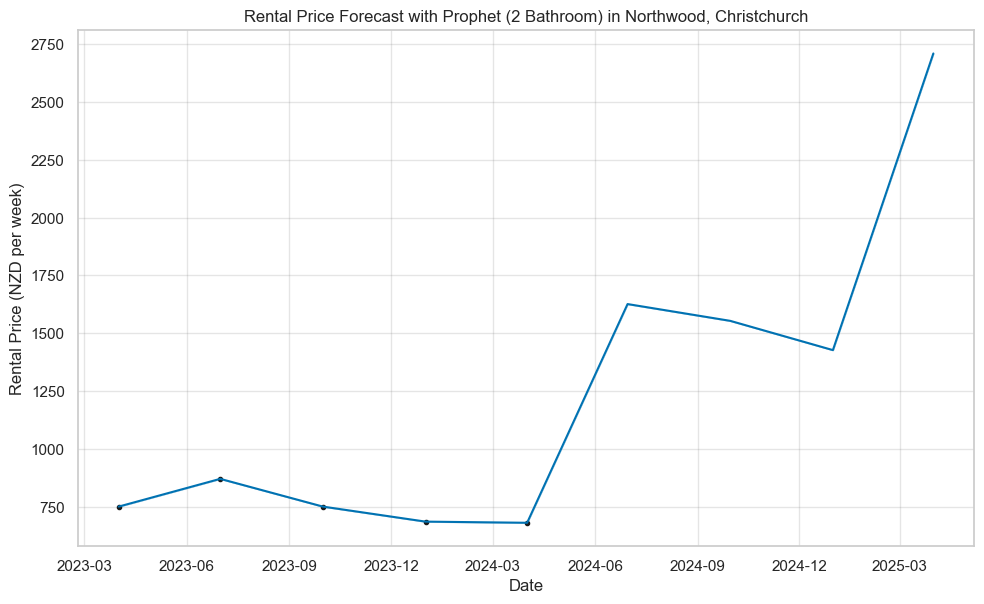 Rental Price Forecast with Prophet (2 Bathroom) in Northwood, Christchurch
Rental Price (NZD per week)
2750
2500
2250
2000
1750
1500
1250
1000
750
2023-03 2023-06 2023-09 2023-12 2024-03 2024-06 2024-09 2024-12 2025-03
Date